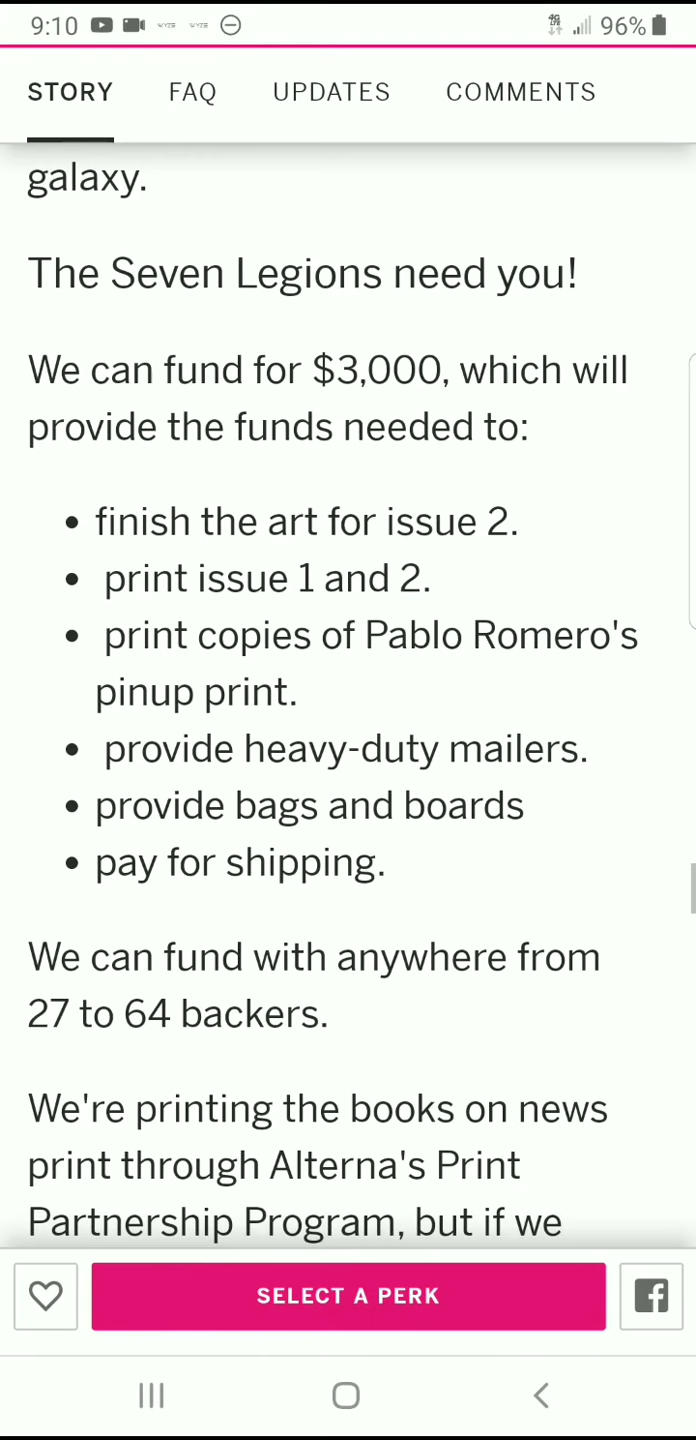 9:10 96%
STORY FAQ UPDATES COMMENTS
galaxy.
The Seven Legions need you!
We can fund for $3,000, which will
provide the funds needed to:
• finish the art for issue 2.
• print issue 1 and 2.
• print copies of Pablo Romero's
pinup print.
• provide heavy-duty mailers.
• provide bags and boards
• pay for shipping.
We can fund with anywhere from
27 to 64 backers.
We're printing the books on news
print through Alterna's Print
Partnership Program, but if we
SELECT A PERK